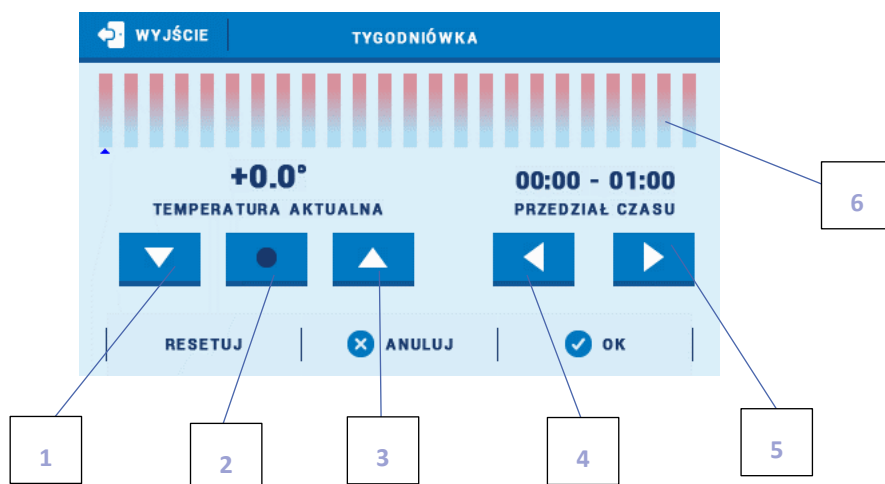 WYJŚCIE
TYGODNIÓWKA
+0.0°
TEMPERATURA AKTUALNA
00:00 - 01:00
PRZEDZIAŁ CZASU
6
RESETUJ
ANULUJ
OK
1
2
3
4
5